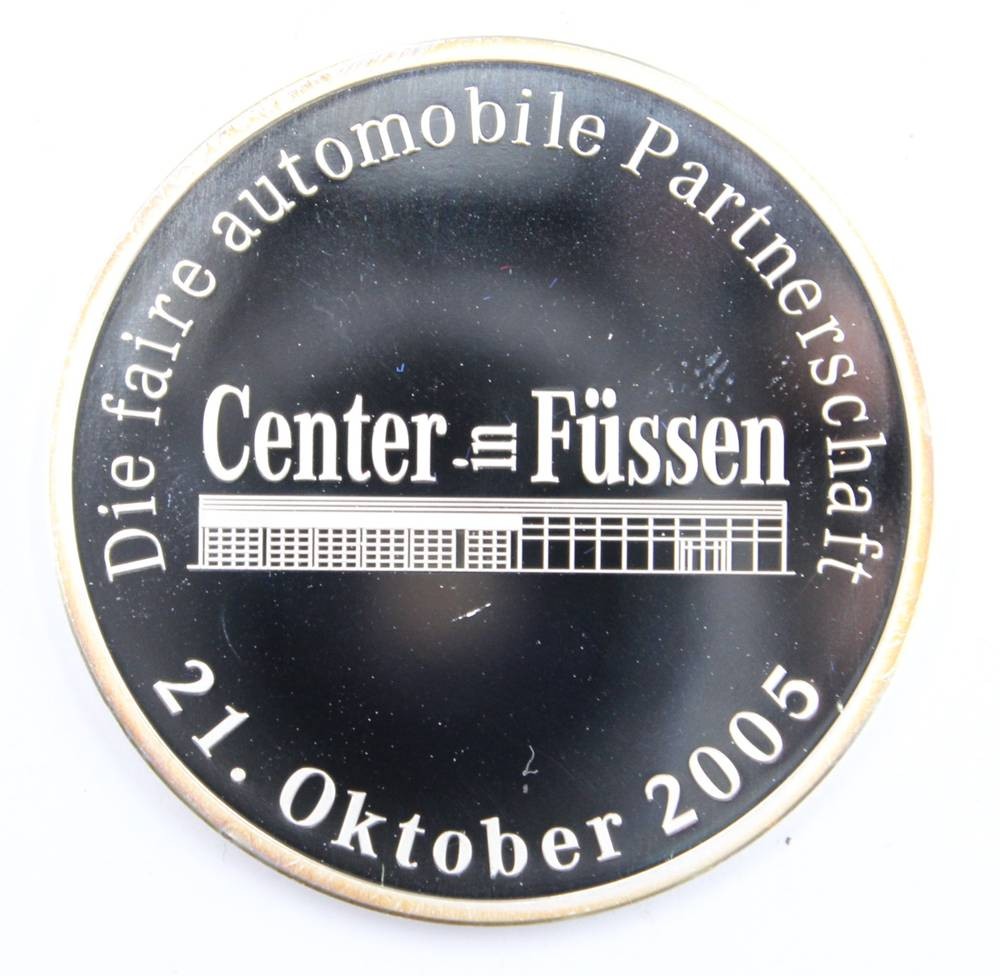 Die faire automobile Partnerschaft
Center in Füssen
21. Oktober 2005